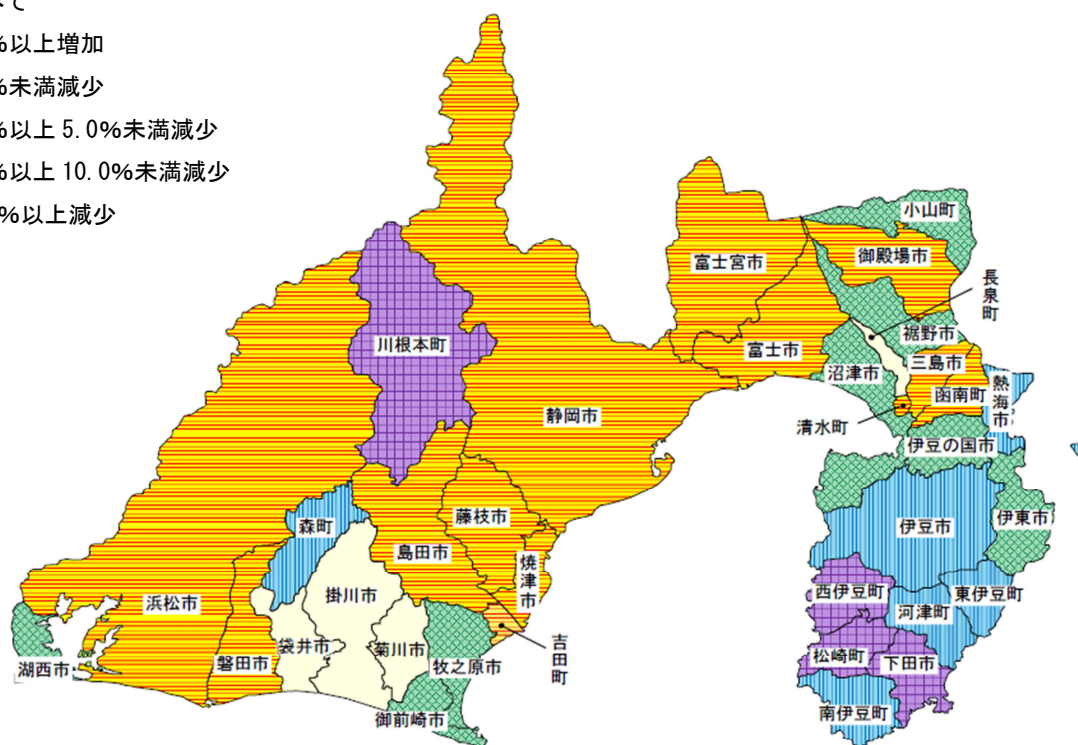 %以上増加
%未満減少
%以上 5.0%未満減少
%以上 10.0%未満減少
%以上減少
小山町
御殿場市
富士宮市
長泉町
裾野市
川根本町
富士市
三島市
沼津市
函南町
熱海市
静岡市
清水町
伊豆の国市
藤枝市
森町
伊東市
伊豆市
島田市
焼津市
掛川市
西伊豆町
東伊豆町
浜松市
河津町
袋井市
菊川市
吉田町
磐田市
牧之原市
松崎町
下田市
湖西市
御前崎市
南伊豆町